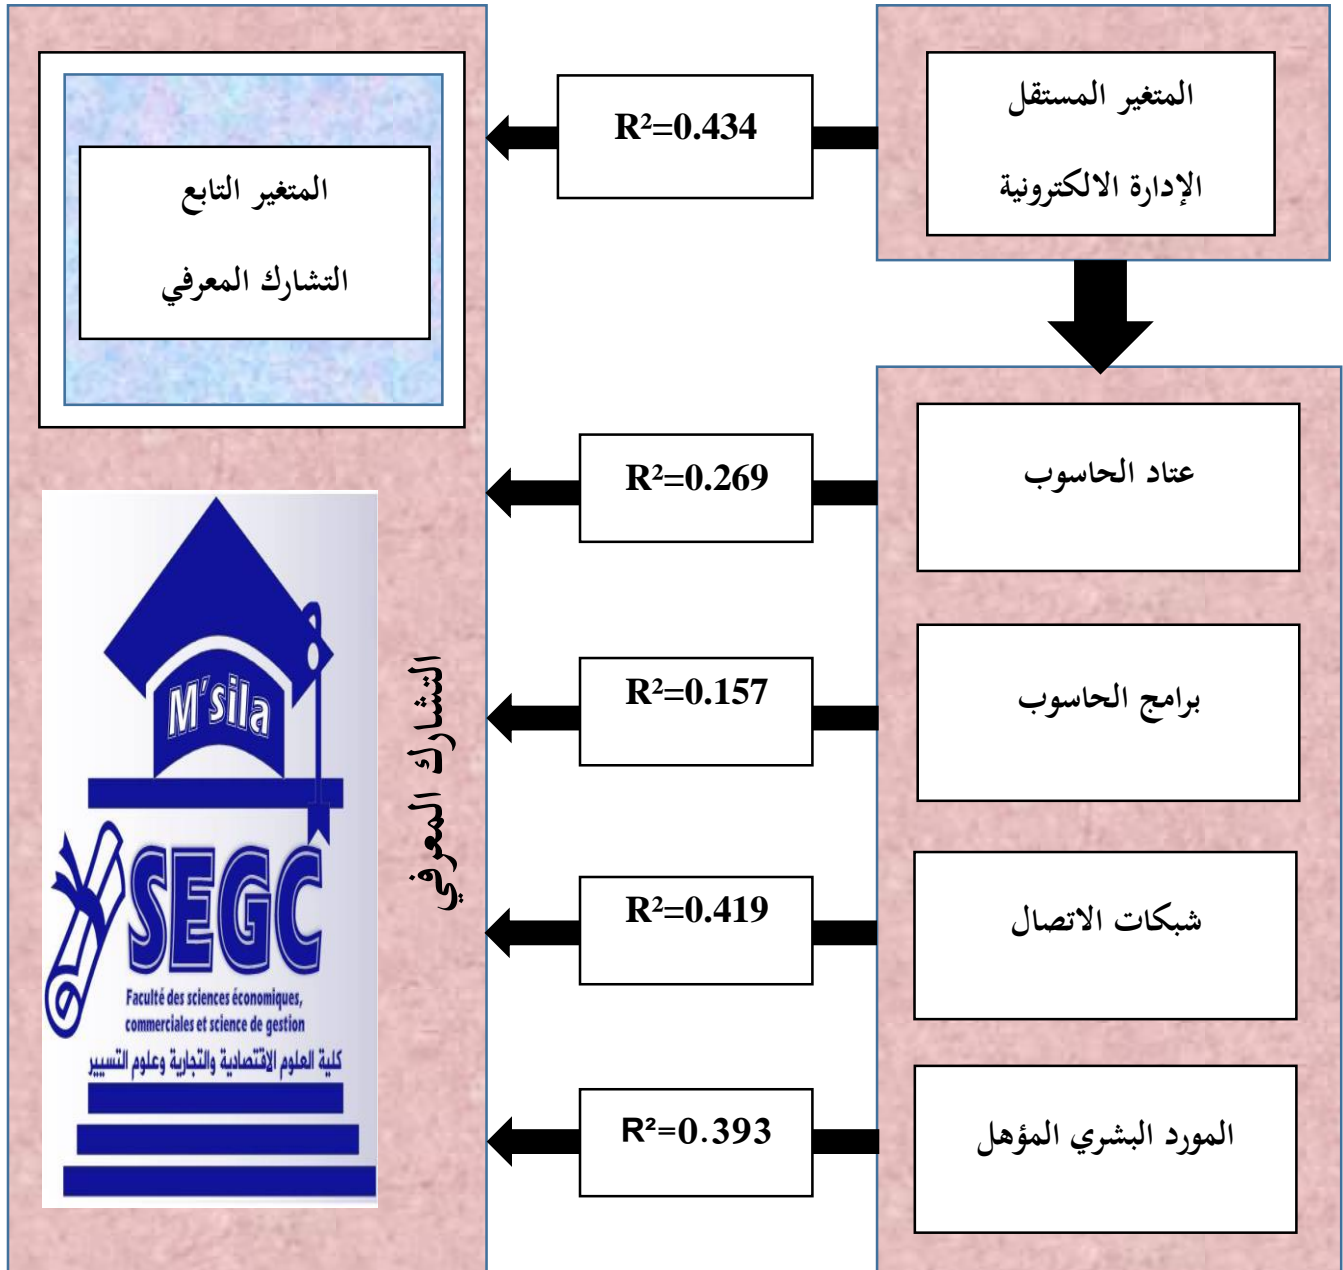 المتغير المستقل
الإدارة الالكترونية
R²=0.434
المتغير التابع
التشارك المعرفي
عتاد الحاسوب
R²=0.269
برامج الحاسوب
R²=0.157
شبكات الاتصال
R²=0.419
المورد البشري المؤهل
R²=0.393
التشارك المعرفي
M'sila
SEGC
Faculté des sciences économiques,
commerciales et science de gestion
كلية العلوم الاقتصادية والتجارية وعلوم التسيير